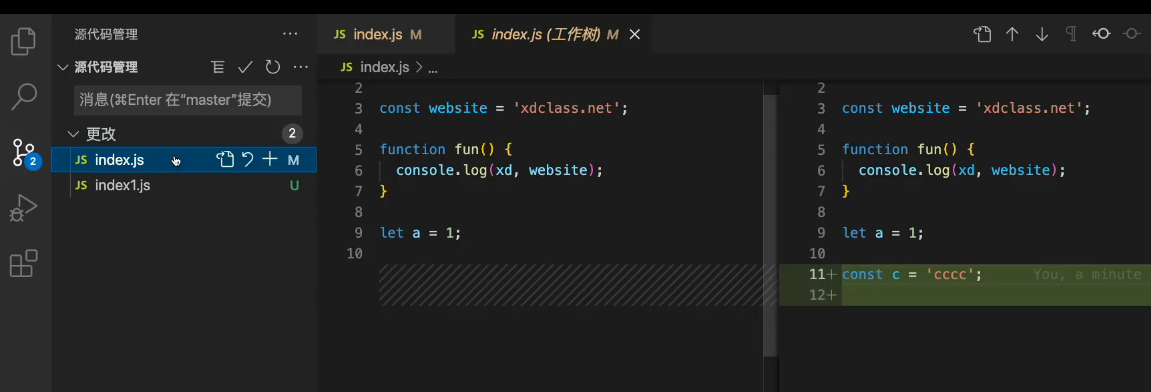 源代码管理 ···
源代码管理 ···
消息(⌘Enter 在"master"提交)
更改 2
JS index.js M
JS index1.js U
2
JS index.js M
JS index.js (工作树) M ×
JS index.js > ...
2
3 const website = 'xdclass.net';
4
5 function fun() {
6 console.log(xd, website);
7 }
8
9 let a = 1;
10
2
3 const website = 'xdclass.net';
4
5 function fun() {
6 console.log(xd, website);
7 }
8
9 let a = 1;
10
11+ const c = 'cccc'; You, a minute
12+